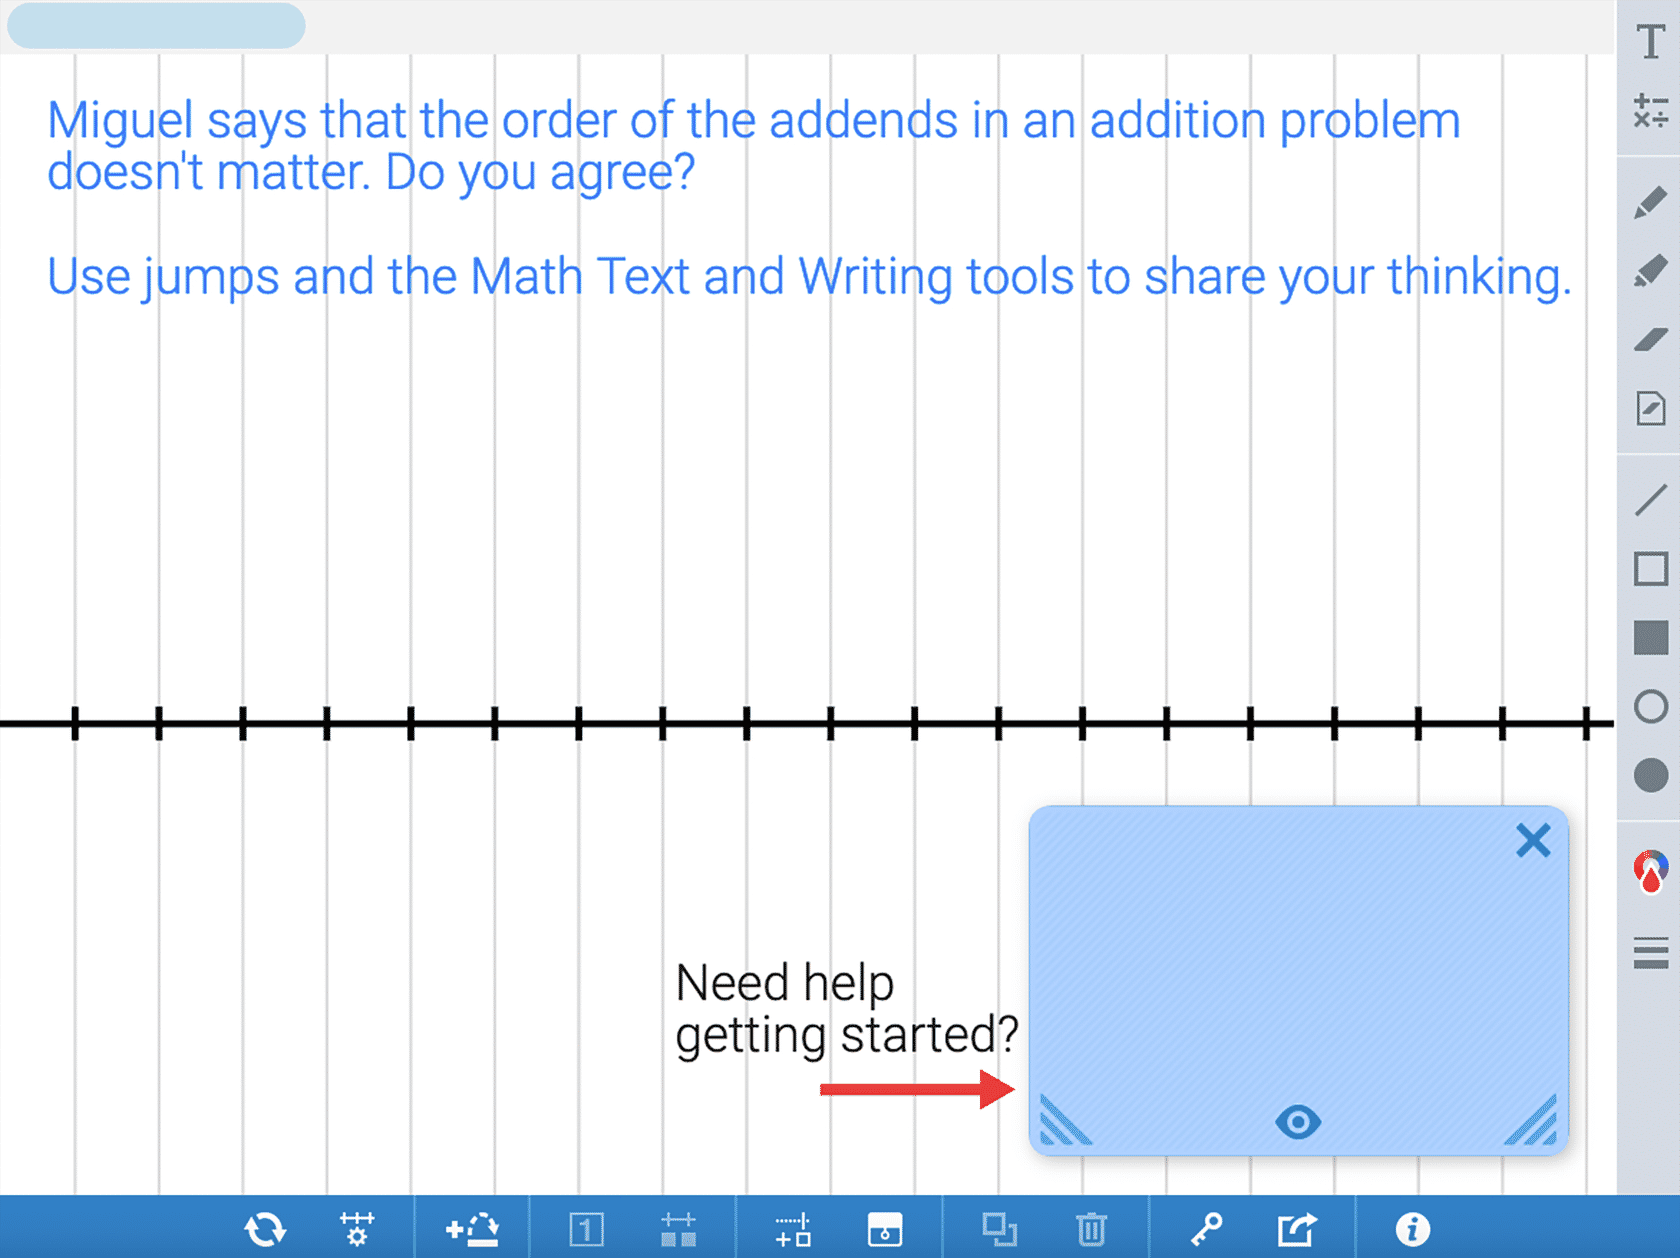 Miguel says that the order of the addends in an addition problem
doesn't matter. Do you agree?
Use jumps and the Math Text and Writing tools to share your thinking.
Need help
getting started?
T
1